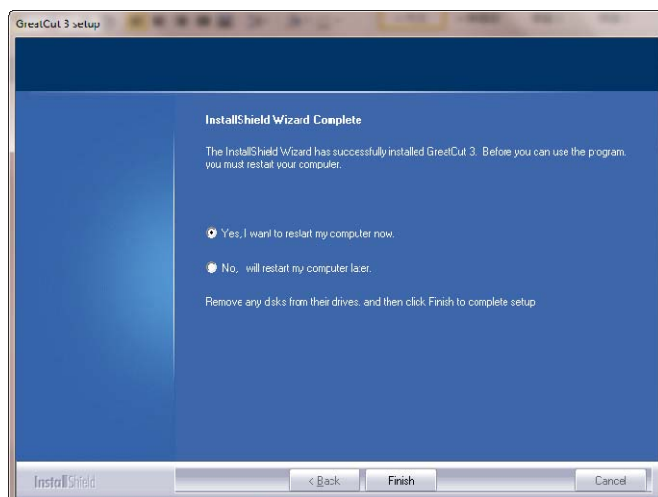 GreatCut 3 setup
InstallShield Wizard Complete
The InstallShield Wizard has successfully installed GreatCut 3. Before you can use the program,
you must restart your computer.
Yes, I want to restart my computer now.
No, will restart my computer later.
Remove any disks from their drives, and then click Finish to complete setup
InstallShield
< Back
Finish
Cancel